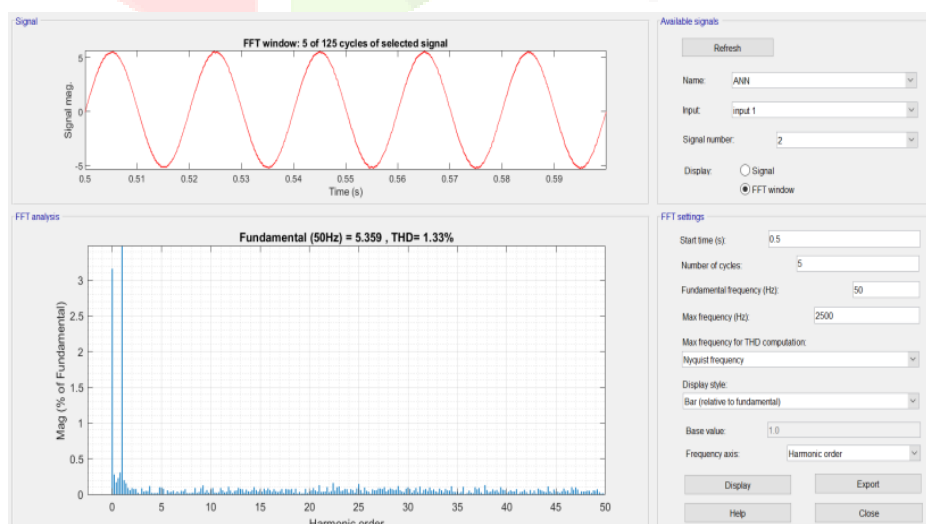 Signal
FFT window: 5 of 125 cycles of selected signal
Signal mag.
5
0
-5
0.5 0.51 0.52 0.53 0.54 0.55 0.56 0.57 0.58 0.59
Time (s)
FFT analysis
Fundamental (50Hz) = 5.359 , THD= 1.33%
Mag (% of Fundamental)
3
2.5
2
1.5
1
0.5
0
0 5 10 15 20 25 30 35 40 45 50
Harmonic order
Available signals
Refresh
Name: ANN
Input: input 1
Signal number: 2
Display: Signal
FFT window
FFT settings
Start time (s): 0.5
Number of cycles: 5
Fundamental frequency (Hz): 50
Max frequency (Hz): 2500
Max frequency for THD computation:
Nyquist frequency
Display style:
Bar (relative to fundamental)
Base value: 1.0
Frequency axis: Harmonic order
Display Export
Help Close